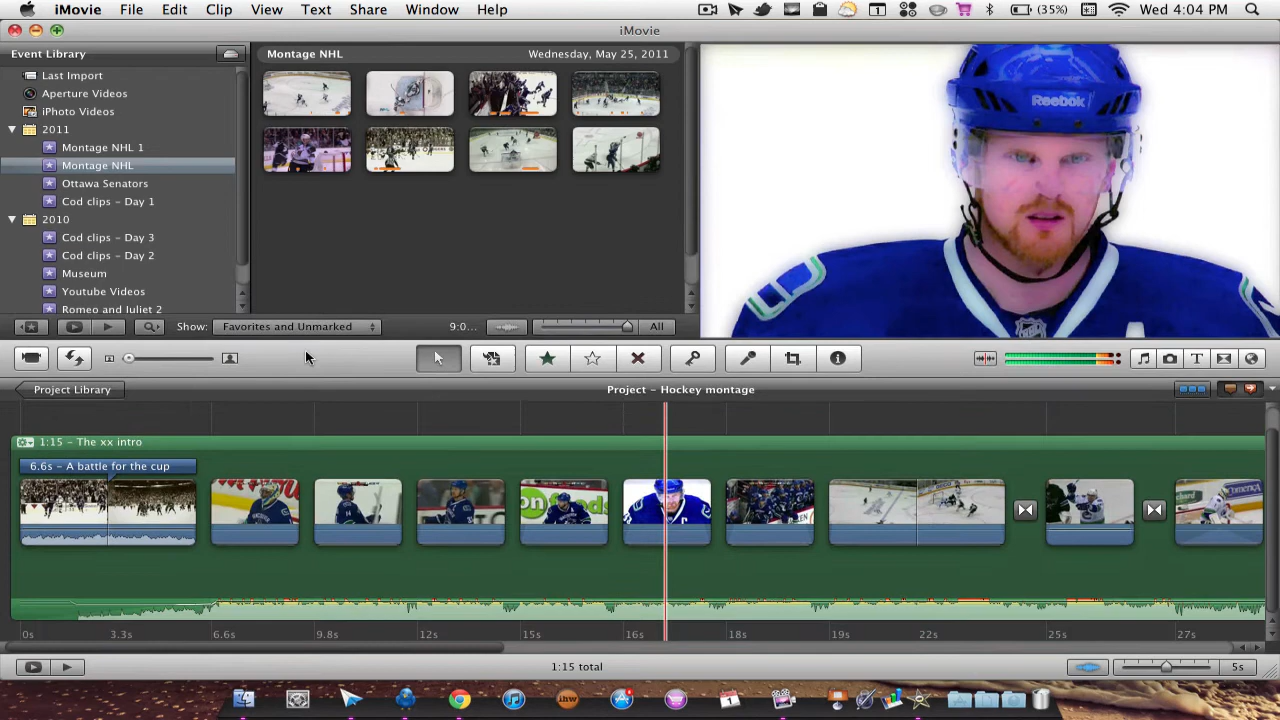 iMovie File Edit Clip View Text Share Window Help 1 (35%) Wed 4:04 PM
iMovie
Event Library
Last Import
Aperture Videos
iPhoto Videos
2011
Montage NHL 1
Montage NHL
Ottawa Senators
Cod clips – Day 1
2010
Cod clips – Day 3
Cod clips – Day 2
Museum
Youtube Videos
Romeo and Juliet 2
Montage NHL Wednesday, May 25, 2011
Reebok
Show: Favorites and Unmarked 9:0... All
Project Library Project – Hockey montage
1:15 – The xx intro
6.6s – A battle for the cup
0s 3.3s 6.6s 9.8s 12s 15s 16s 18s 19s 22s 25s 27s
1:15 total 5s
ihw